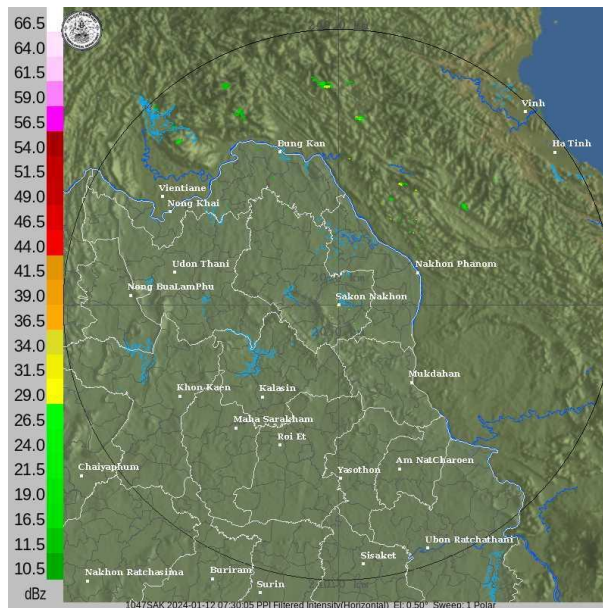 66.5
64.0
61.5
59.0
56.5
54.0
51.5
49.0
46.5
44.0
41.5
39.0
36.5
34.0
31.5
29.0
26.5
24.0
21.5
19.0
16.5
11.5
10.5
dBz
Vinh
Ha Tinh
Bung Kan
Vientiane
Nong Khai
Udon Thani
Nakhon Phanom
Nong BuaLamPhu
Sakon Nakhon
Mukdahan
Khon Kaen
Kalasin
Maha Sarakham
Roi Et
Chaiyaphum
Yasothon
Am NatCharoen
Ubon Ratchathani
Sisaket
Nakhon Ratchasima
Buriram
Surin
1047SAK 2024-01-12 07:30:05 PPI Filtered Intensity(Horizontal) El: 0.50° Sweep: 1 Polar